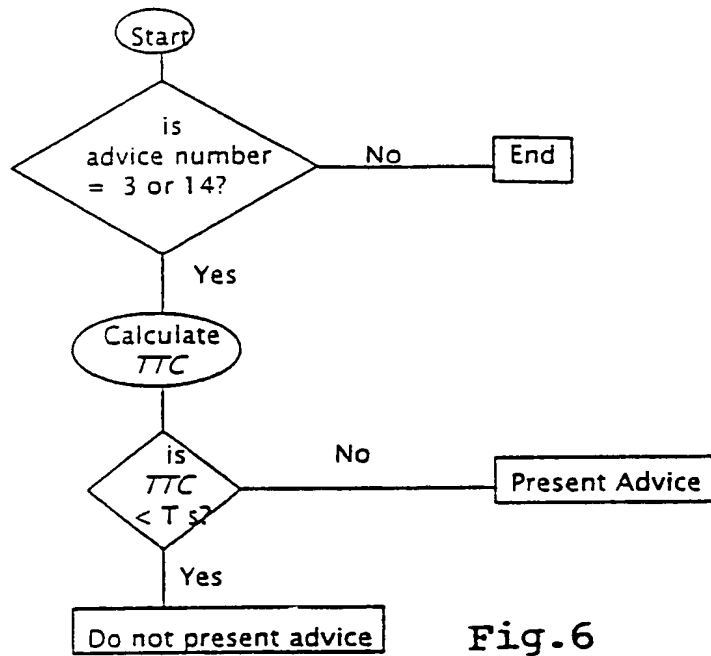 Start
is
advice number
= 3 or 14?
No
End
Yes
Calculate
TTC
is
TTC
< T s?
No
Present Advice
Yes
Do not present advice
Fig.6